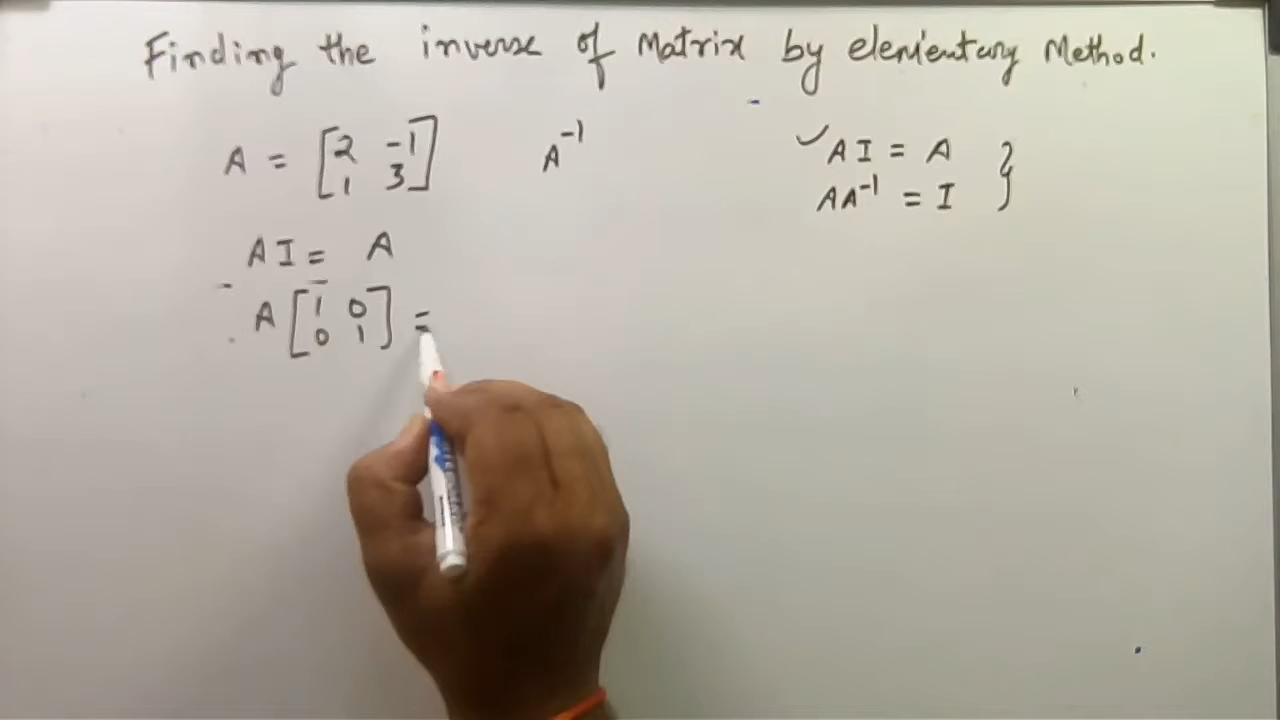 Finding the inverse of Matrix by elementary Method.
A = [2 -1
1 3]
A⁻¹
AI = A
AA⁻¹ = I
AI = A
A [1 0
0 1] =